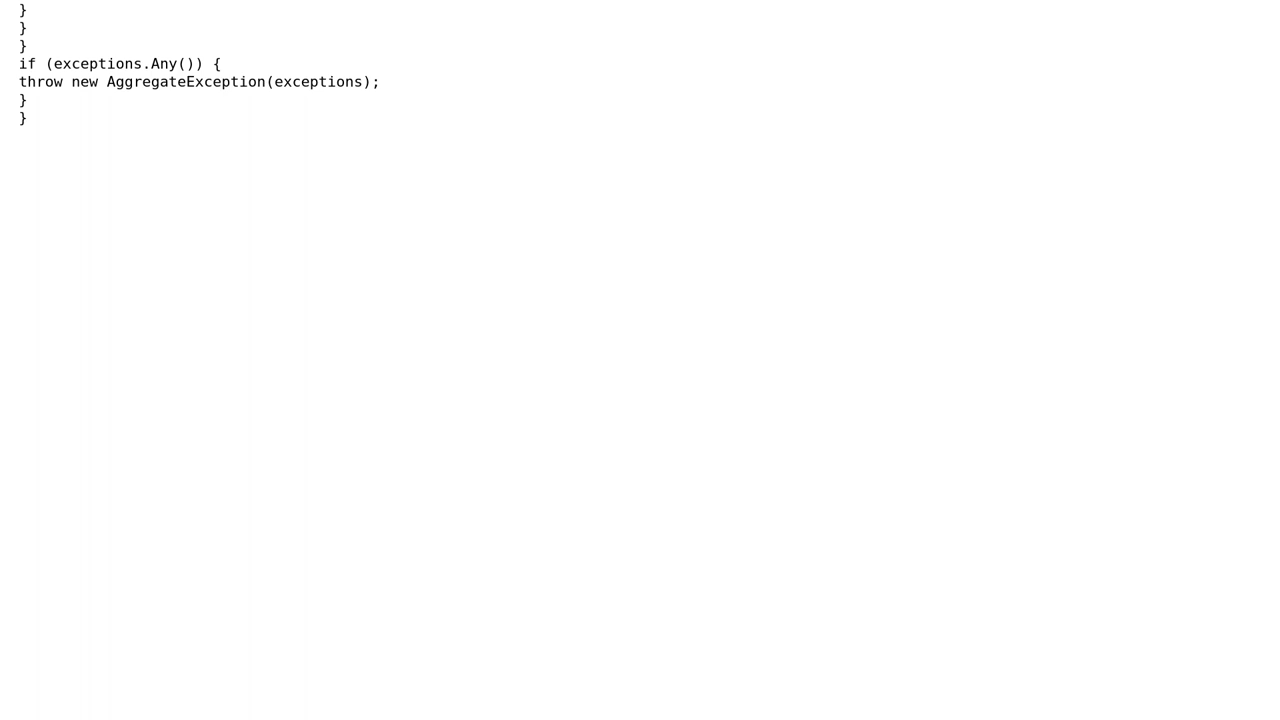 }
}
}
if (exceptions.Any()) {
throw new AggregateException(exceptions);
}
}